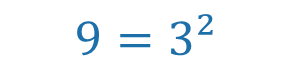 9 = 3²